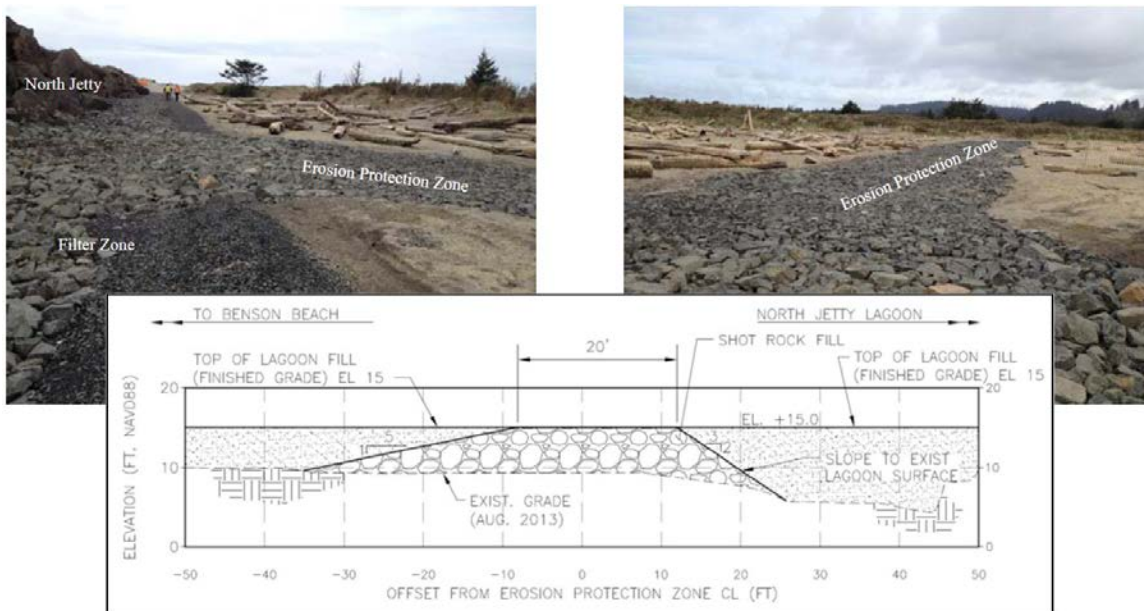 North Jetty
Erosion Protection Zone
Filter Zone
Erosion Protection Zone
TO BENSON BEACH
NORTH JETTY LAGOON
20'
SHOT ROCK FILL
TOP OF LAGOON FILL
(FINISHED GRADE) EL 15
TOP OF LAGOON FILL
(FINISHED GRADE) EL 15
20
20
EL. +15.0
5
2
SLOPE TO EXIST
LAGOON SURFACE
10
10
EXIST. GRADE
(AUG. 2013)
0
0
ELEVATION (FT. NAVD88)
-50 -40 -30 -20 -10 0 10 20 30 40 50
OFFSET FROM EROSION PROTECTION ZONE CL (FT)